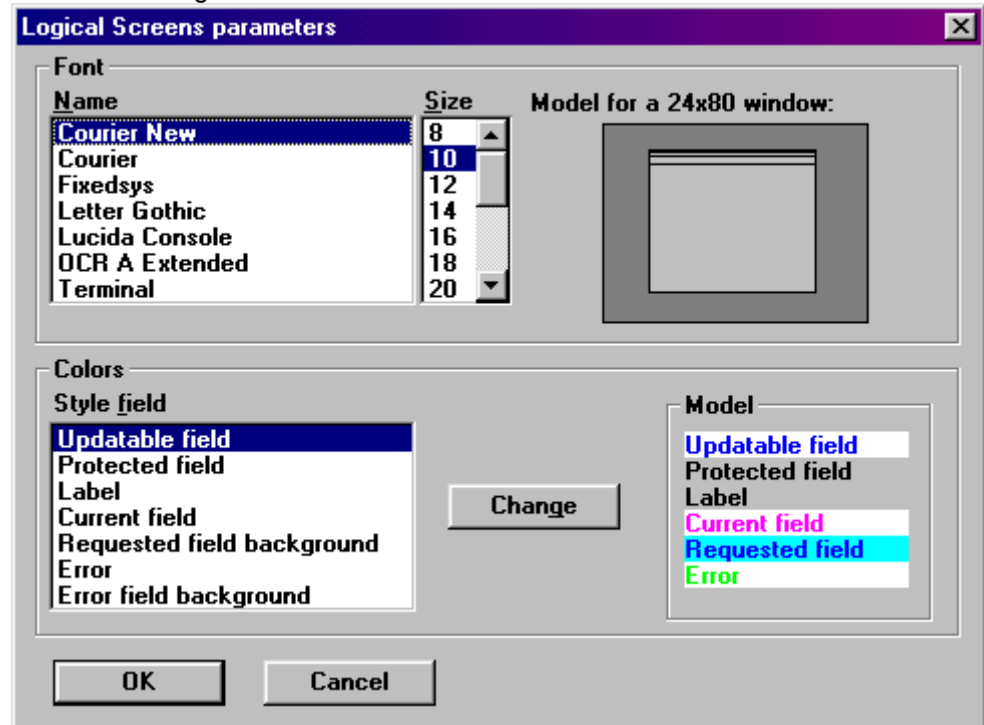 Logical Screens parameters
Font
Name
Size
Model for a 24x80 window:
Courier New
Courier
Fixedsys
Letter Gothic
Lucida Console
OCR A Extended
Terminal
8
10
12
14
16
18
20
Colors
Style field
Updatable field
Protected field
Label
Current field
Requested field background
Error
Error field background
Change
Model
Updatable field
Protected field
Label
Current field
Requested field
Error
OK
Cancel